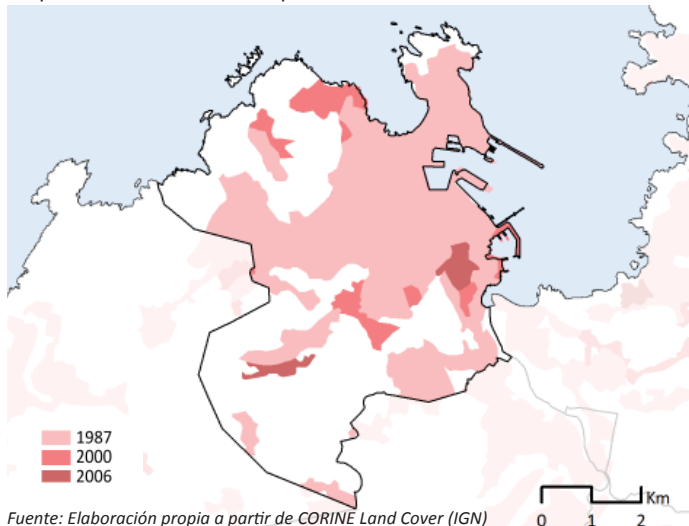 1987
2000
2006
Km
0 1 2
Fuente: Elaboración propia a partir de CORINE Land Cover (IGN)